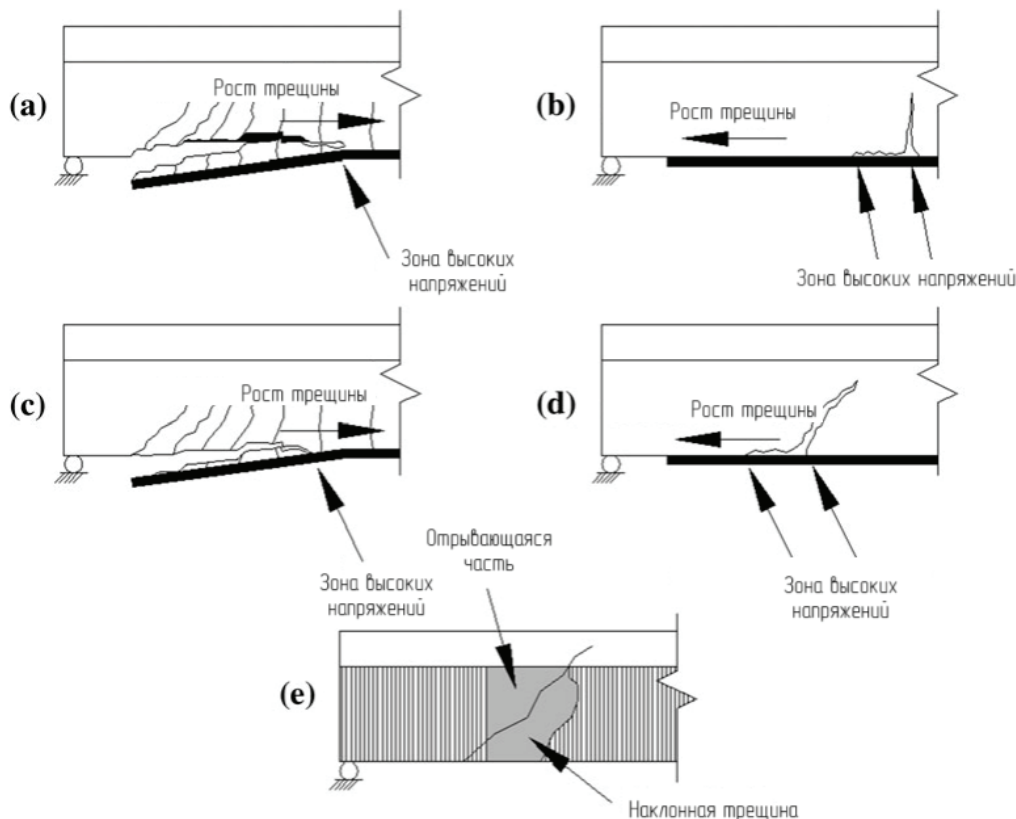 (a)
Рост трещины
Зона высоких
напряжений
(b)
Рост трещины
Зона высоких напряжений
(c)
Рост трещины
Зона высоких
напряжений
(d)
Рост трещины
Зона высоких
напряжений
Отрывающаяся
часть
(e)
Наклонная трещина